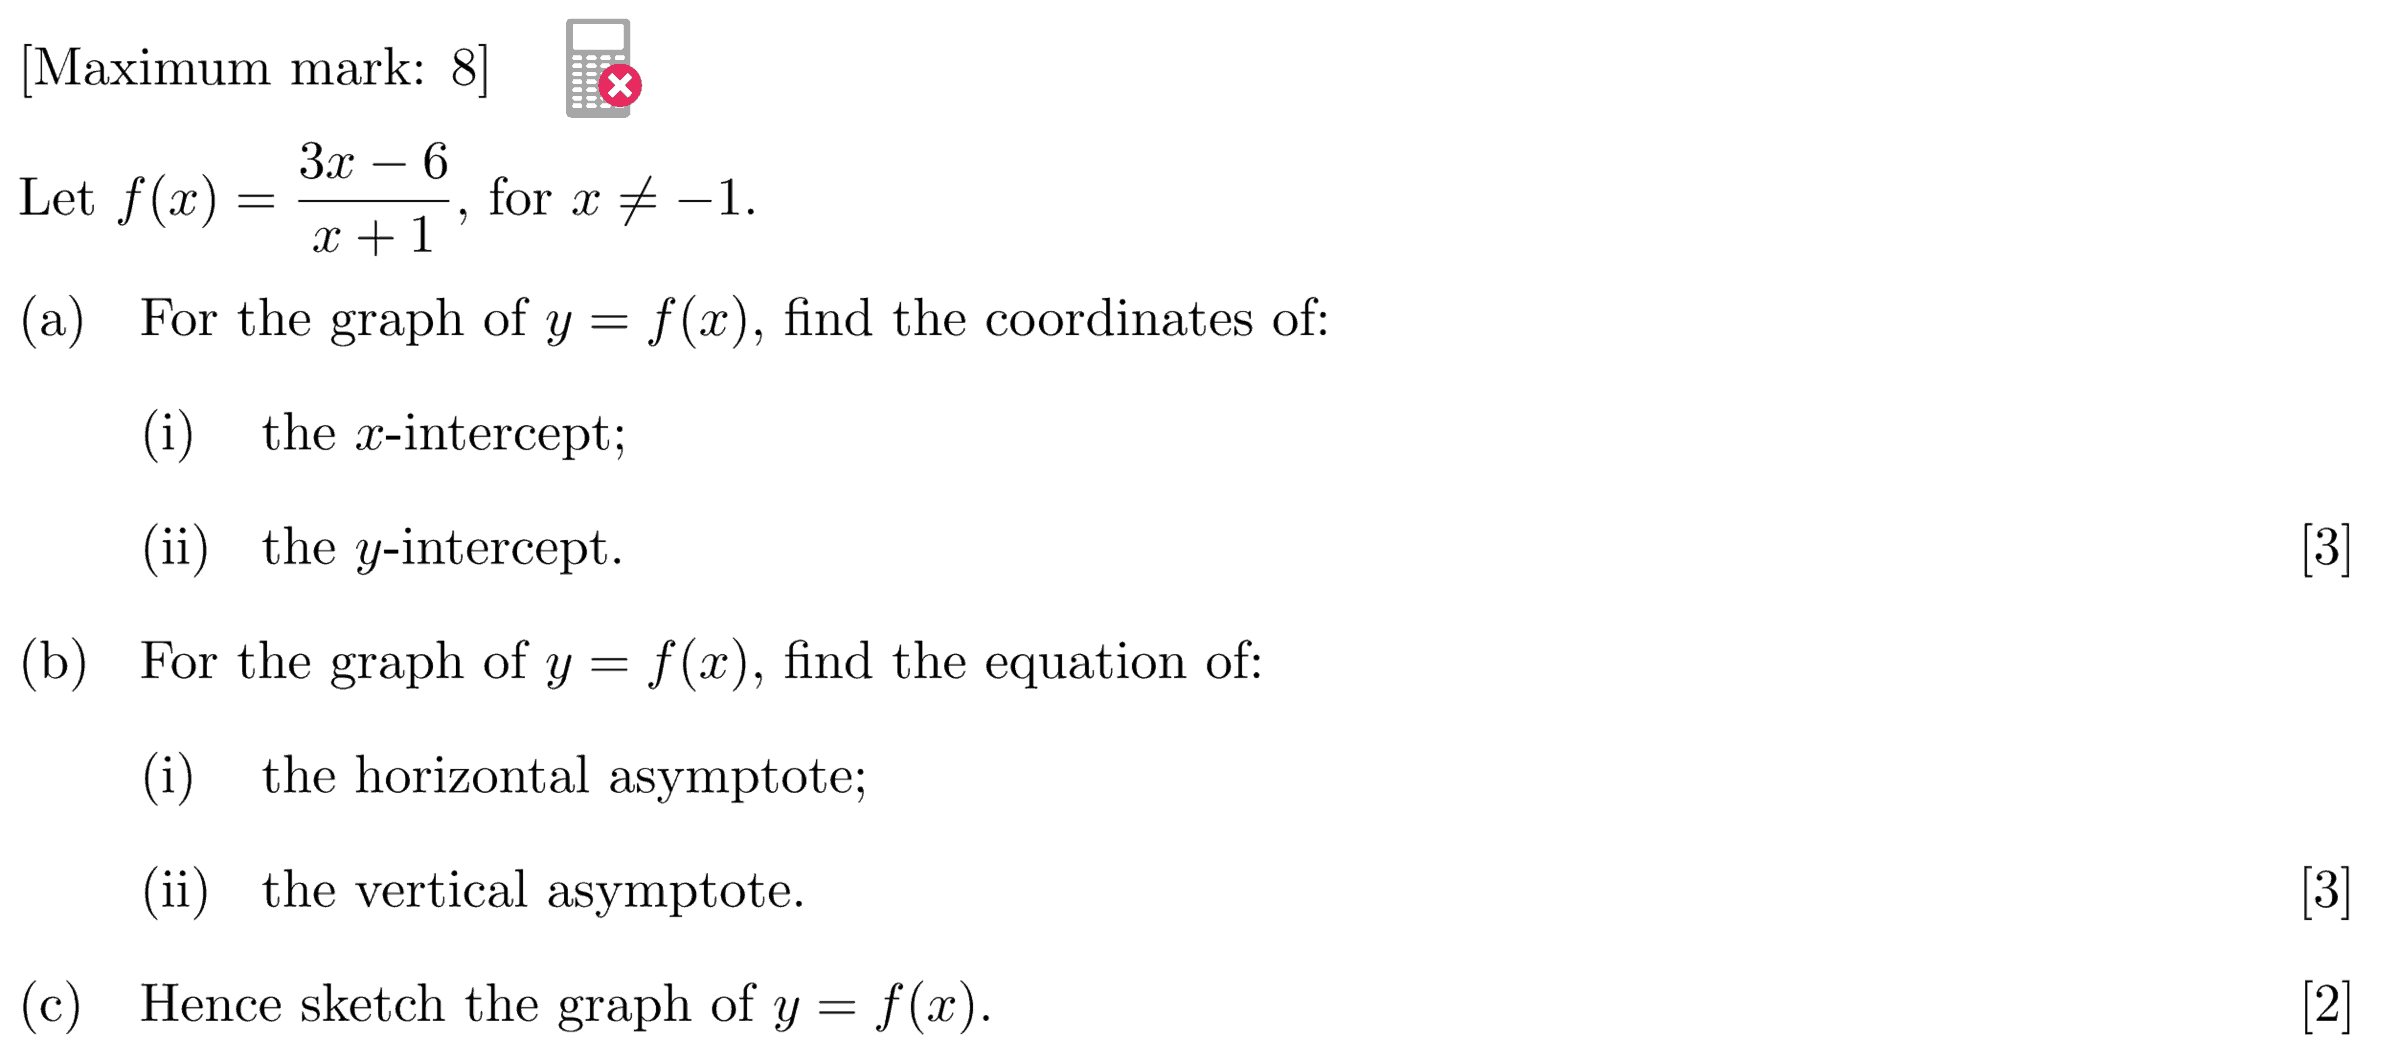 [Maximum mark: 8]
Let f(x) = \frac{3x − 6}{x + 1}, for x ≠ −1.
(a) For the graph of y = f(x), find the coordinates of:
(i) the x-intercept;
(ii) the y-intercept. [3]
(b) For the graph of y = f(x), find the equation of:
(i) the horizontal asymptote;
(ii) the vertical asymptote. [3]
(c) Hence sketch the graph of y = f(x). [2]